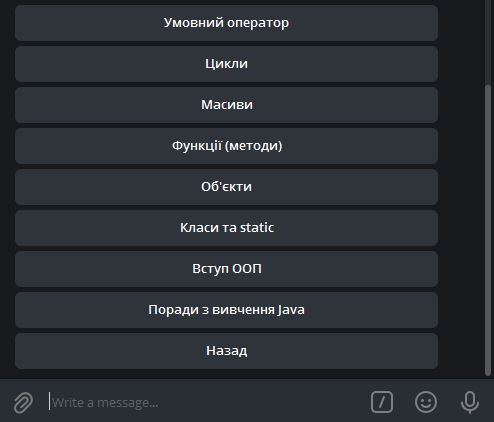 Умовний оператор
Цикли
Масиви
Функції (методи)
Об'єкти
Класи та static
Вступ ООП
Поради з вивчення Java
Назад
Write a message...